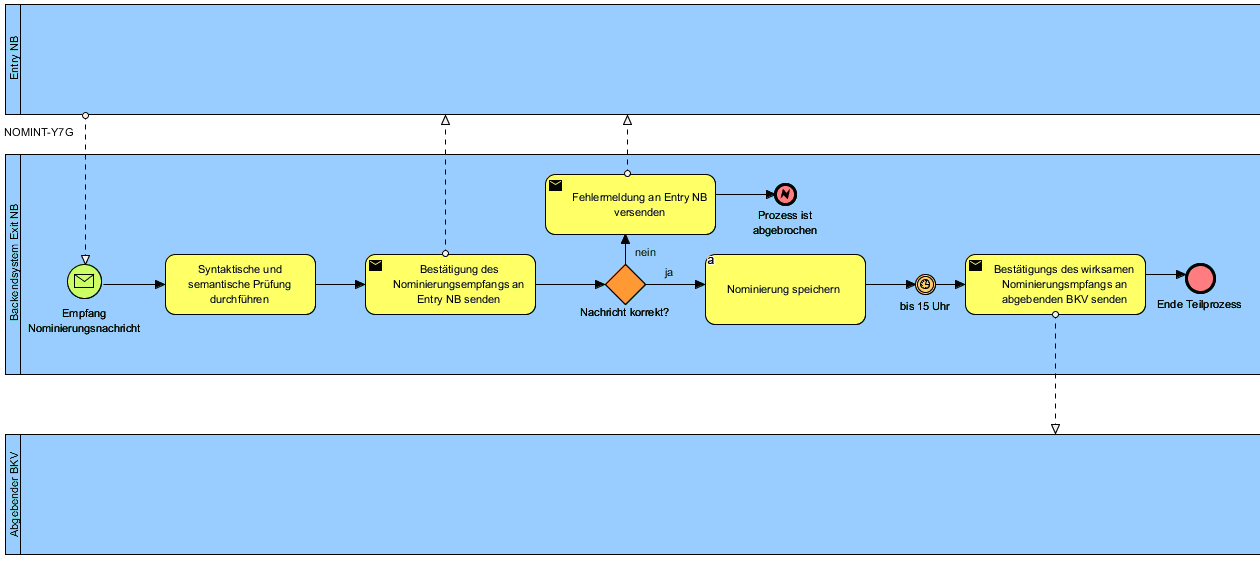 Entry NB
NOMINT-Y7G
Backendsystem Exit NB
Fehlermeldung an Entry NB
versenden
Prozess ist
abgebrochen
nein
ja
Syntaktische und
semantische Prüfung
durchführen
Bestätigung des
Nominierungsempfangs an
Entry NB senden
a
Nominierung speichern
Bestätigungs des wirksamen
Nominierungsmpfangs an
abgebenden BKV senden
Empfang
Nominierungsnachricht
Nachricht korrekt?
bis 15 Uhr
Ende Teilprozess
Abgebender BKV